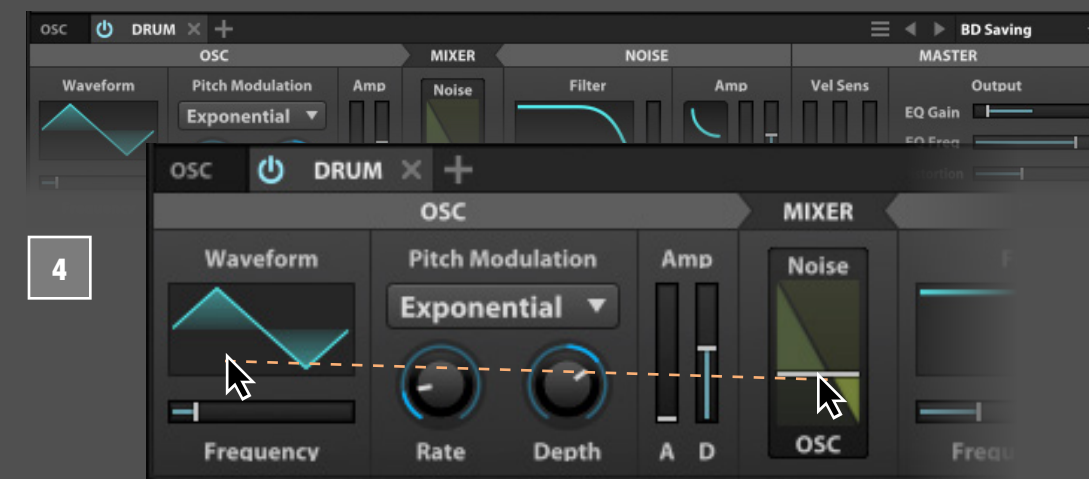 OSC DRUM BD Saving
OSC MIXER NOISE MASTER
Waveform Pitch Modulation Amp Noise Filter Amp Vel Sens Output
Exponential
EQ Gain
EQ Freq
OSC DRUM
OSC MIXER
4
Waveform Pitch Modulation Amp Noise
Exponential
Frequency Rate Depth A D OSC